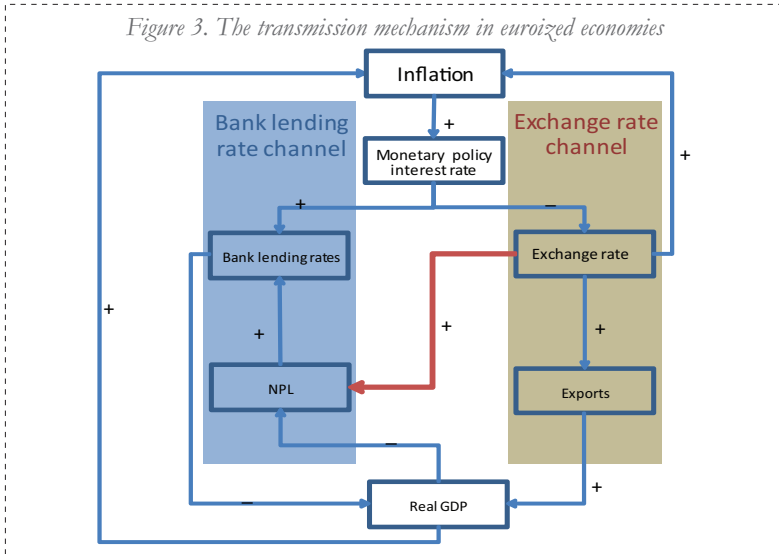 Figure 3. The transmission mechanism in euroized economies
Inflation
+
+
+
Bank lending
rate channel
Exchange rate
channel
Monetary policy
interest rate
+
−
Bank lending rates
Exchange rate
+
+
+
+
NPL
Exports
−
+
−
Real GDP